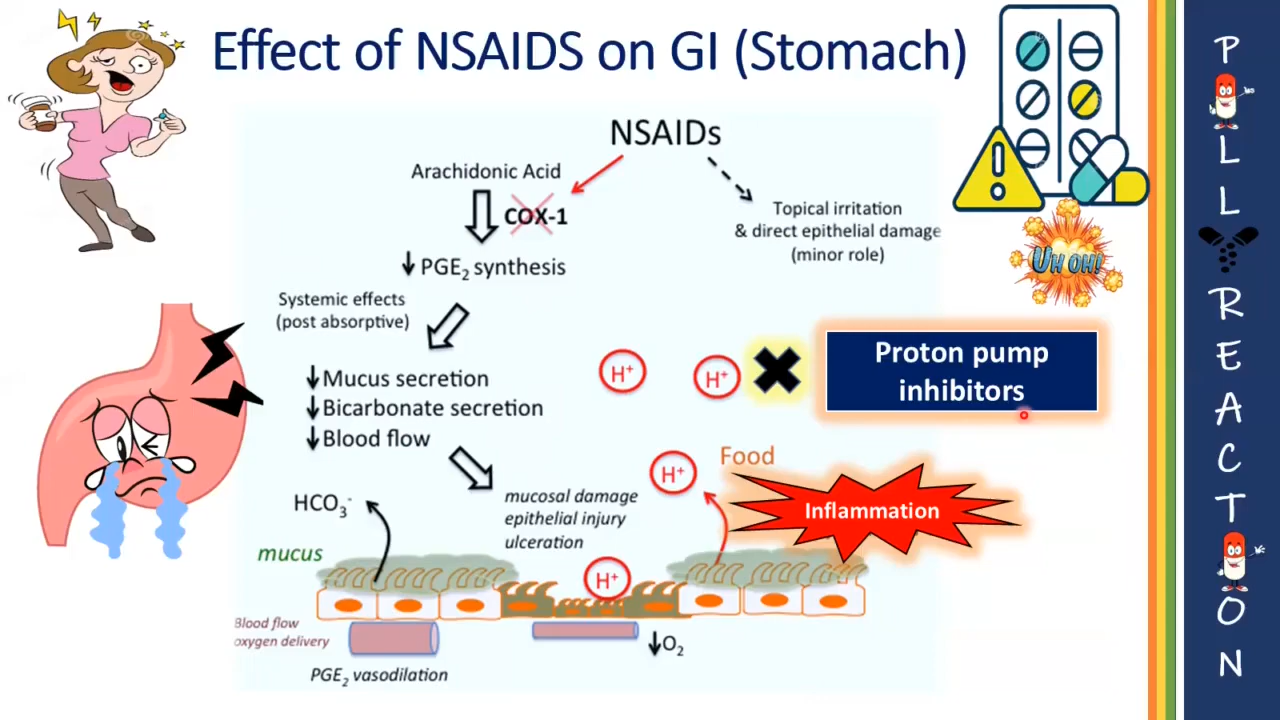 Effect of NSAIDS on GI (Stomach)
NSAIDs
Arachidonic Acid
COX-1
PGE₂ synthesis
Topical irritation
& direct epithelial damage
(minor role)
UH OH!
Systemic effects
(post absorptive)
Mucus secretion
Bicarbonate secretion
Blood flow
H⁺
H⁺
Proton pump
inhibitors
Food
H⁺
Inflammation
HCO₃⁻
mucosal damage
epithelial injury
ulceration
mucus
H⁺
Blood flow
oxygen delivery
O₂
PGE₂ vasodilation
PILLY REACTION